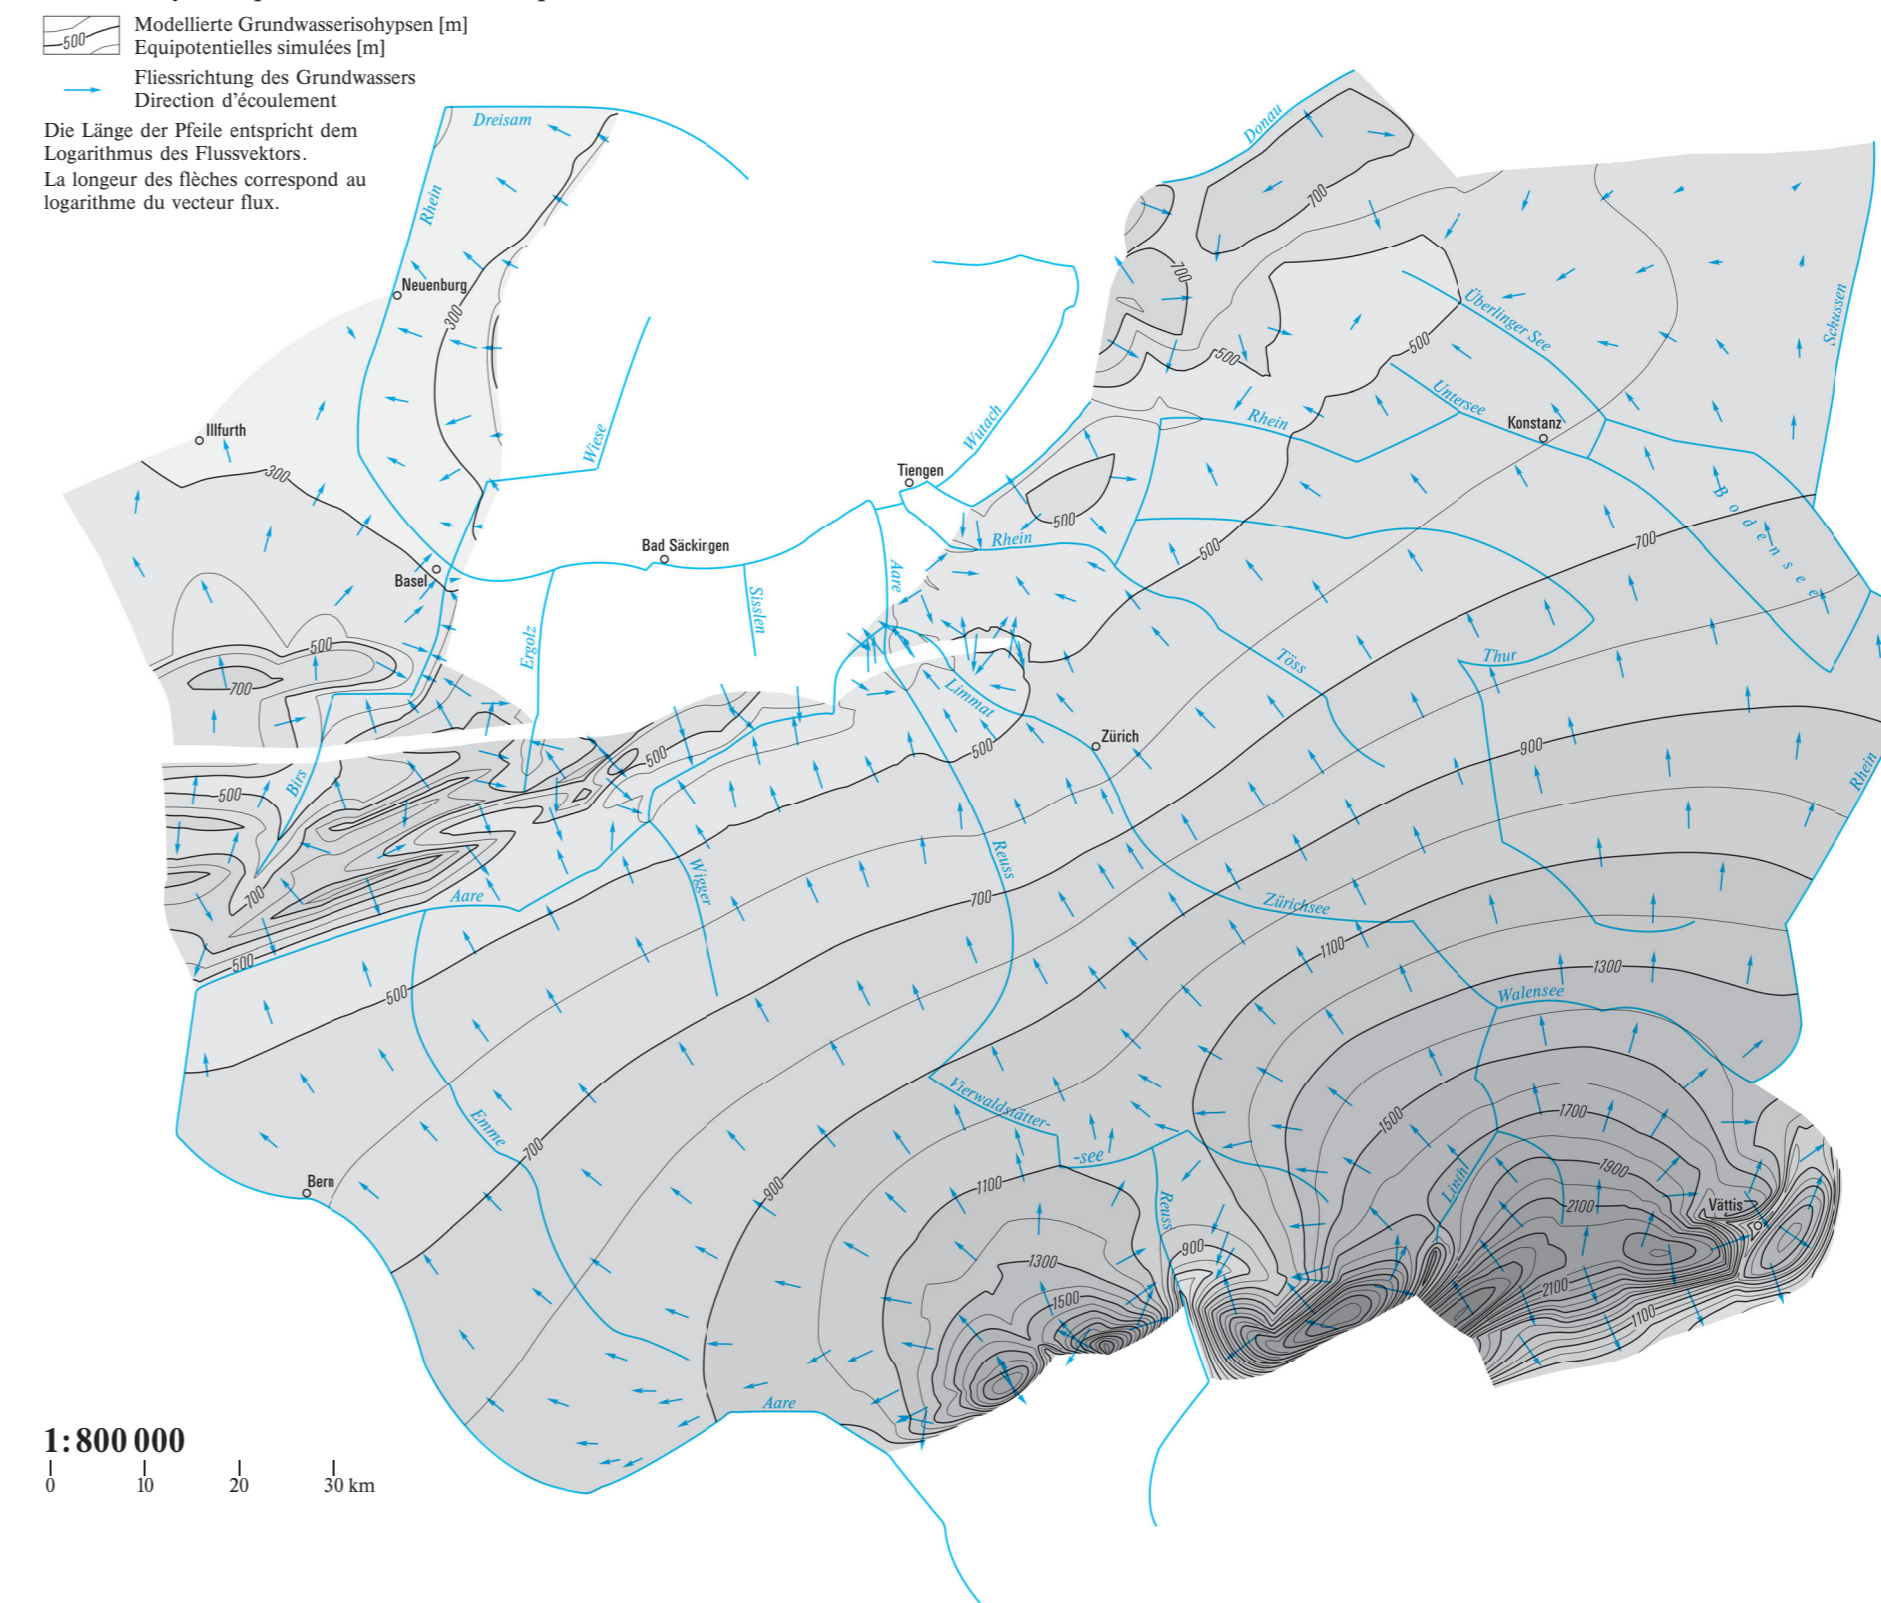 500
Modellierte Grundwasserisohypsen [m]
Equipotentielles simulées [m]
Fliessrichtung des Grundwassers
Direction d'écoulement
Die Länge der Pfeile entspricht dem
Logarithmus des Flussvektors.
La longeur des flèches correspond au
logarithme du vecteur flux.
Dreisam
Donau
Rhein
700
Neuenburg
300
700
Überlinger See
Schussen
500
500
Untersee
Rhein
Konstanz
Illfurth
Wiese
Wutach
Tiengen
300
Bodensee
500
Rhein
700
500
Bad Säckingen
Basel
Aare
Sisslen
Ergolz
500
Töss
Thur
700
Limmat
Zürich
900
500
500
Birs
500
Rhein
Reuss
Wigger
700
Aare
700
Zürichsee
1100
500
1300
500
Walensee
Vierwaldstätter-
1500
1700
Emme
700
-see
1900
Bern
900
1100
Linth
Reuss
2100
Vättis
900
1300
1500
2100
1100
Aare
1:800 000
0 10 20 30 km